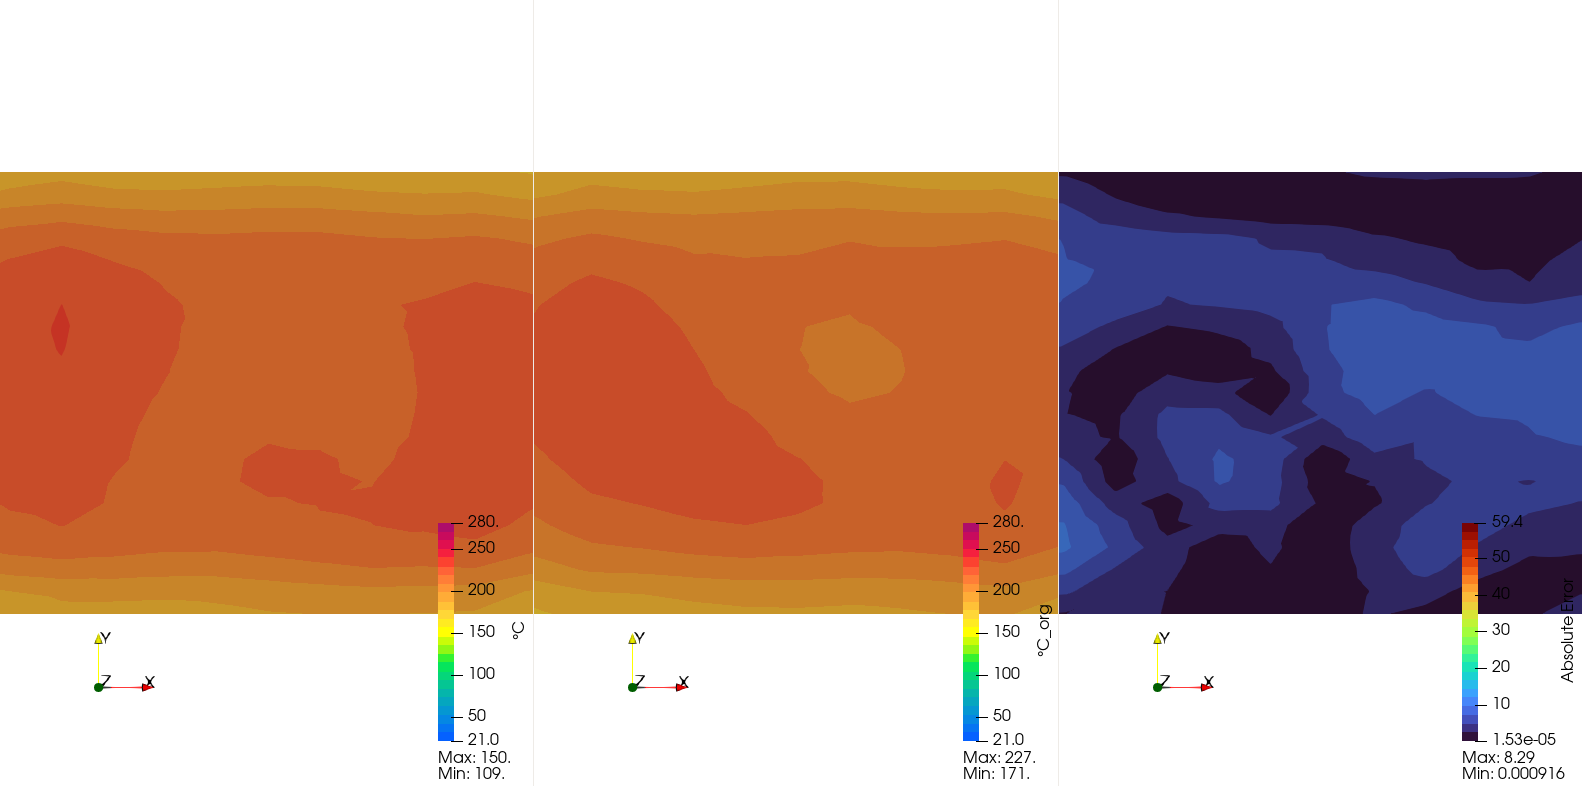 280.
250
200
150
100
50
21.0
°C
Max: 150.
Min: 109.
Y
Z
X
280.
250
200
150
100
50
21.0
°C_org
Max: 227.
Min: 171.
Y
Z
X
59.4
50
40
30
20
10
1.53e-05
Absolute Error
Max: 8.29
Min: 0.000916
Y
Z
X